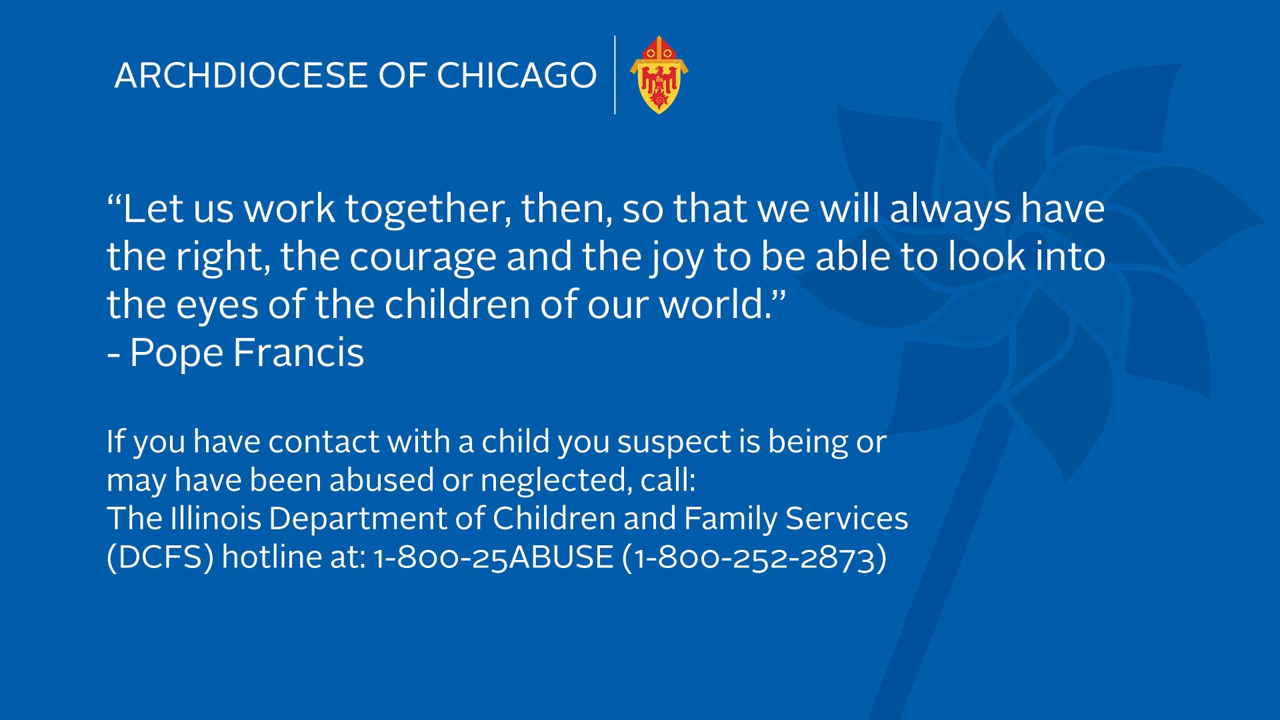 ARCHDIOCESE OF CHICAGO
“Let us work together, then, so that we will always have
the right, the courage and the joy to be able to look into
the eyes of the children of our world.”
- Pope Francis
If you have contact with a child you suspect is being or
may have been abused or neglected, call:
The Illinois Department of Children and Family Services
(DCFS) hotline at: 1-800-25ABUSE (1-800-252-2873)